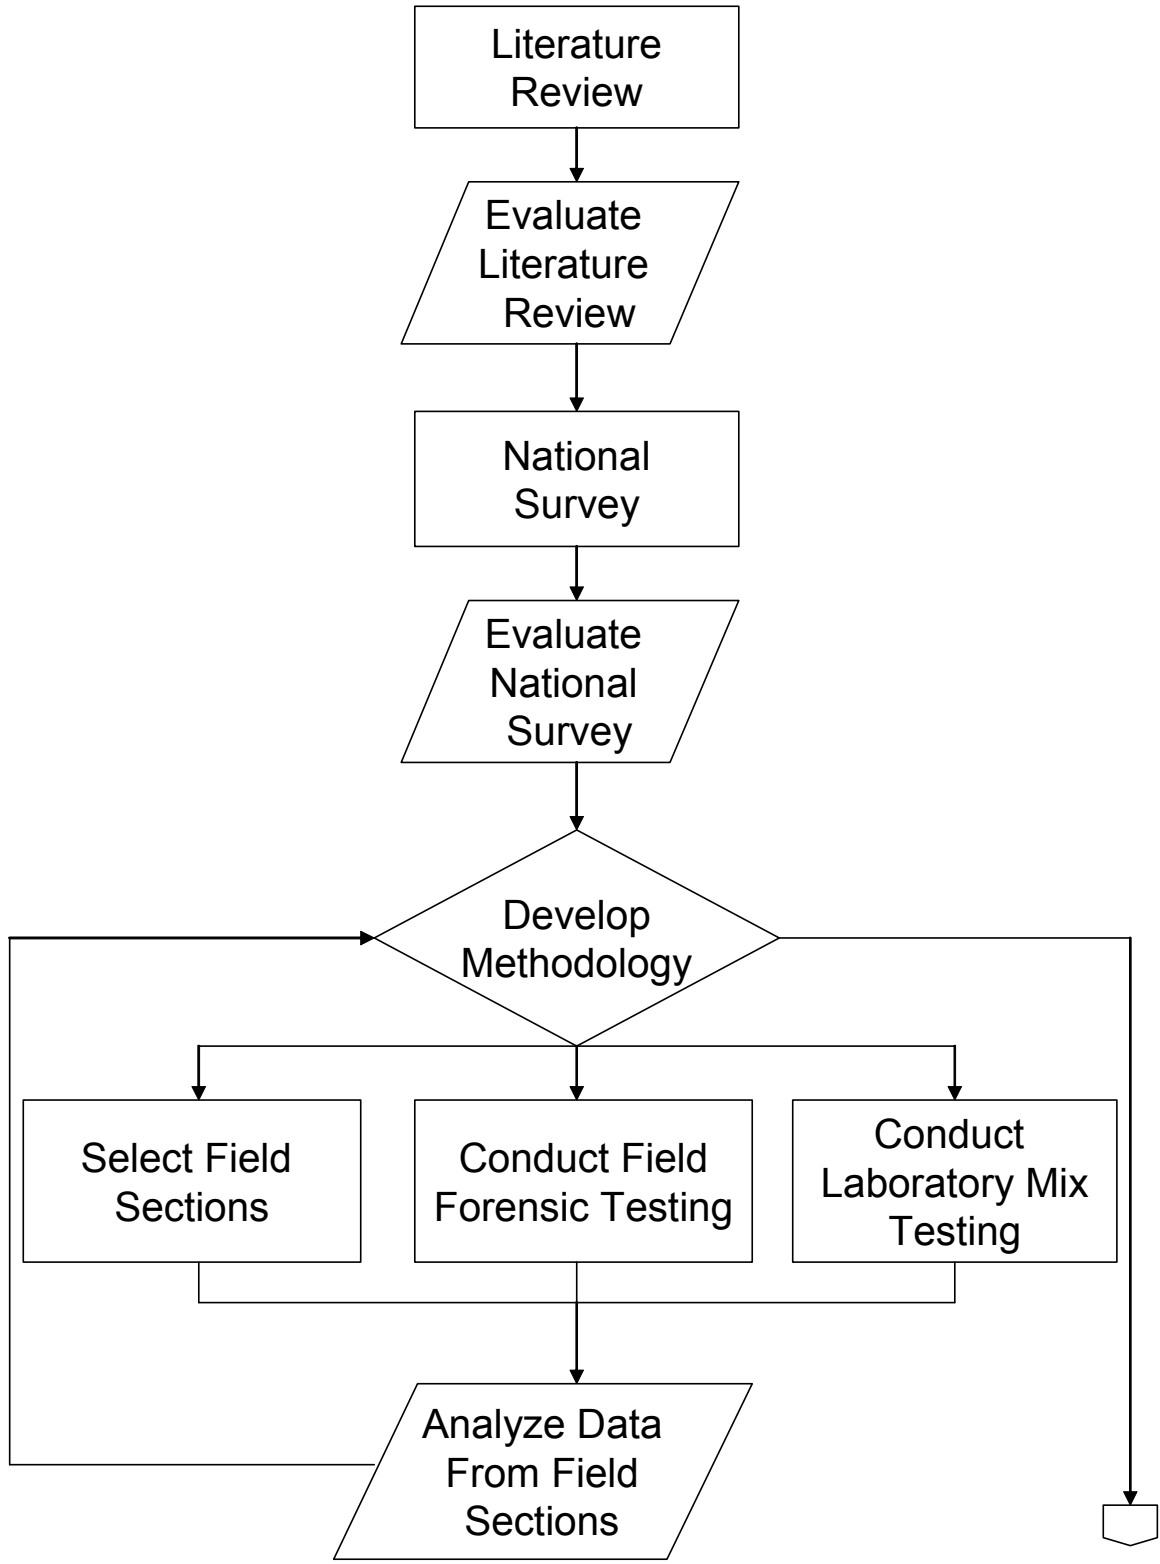 Literature
Review
Evaluate
Literature
Review
National
Survey
Evaluate
National
Survey
Develop
Methodology
Select Field
Sections
Conduct Field
Forensic Testing
Conduct
Laboratory Mix
Testing
Analyze Data
From Field
Sections